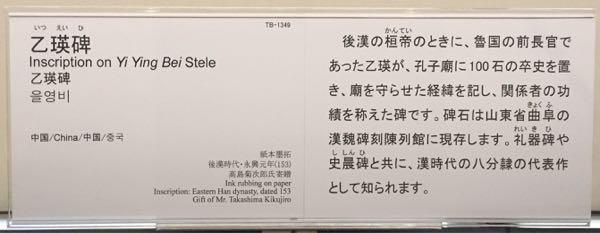 TB-1349
いつ えい ひ
乙瑛碑
Inscription on Yi Ying Bei Stele
乙瑛碑
을영비
中国/China/中国/중국
紙本墨拓
後漢時代・永興元年(153)
高島菊次郎氏寄贈
Ink rubbing on paper
Inscription: Eastern Han dynasty, dated 153
Gift of Mr. Takashima Kikujiro
かんてい
後漢の桓帝のときに、魯国の前長官で
あった乙瑛が、孔子廟に100石の卒史を置
き、廟を守らせた経緯を記し、関係者の功
きょく ふ
績を称えた碑です。碑石は山東省曲阜の
れい き ひ
漢魏碑刻陳列館に現存します。礼器碑や
し しん ひ
史晨碑と共に、漢時代の八分隷の代表作
として知られます。